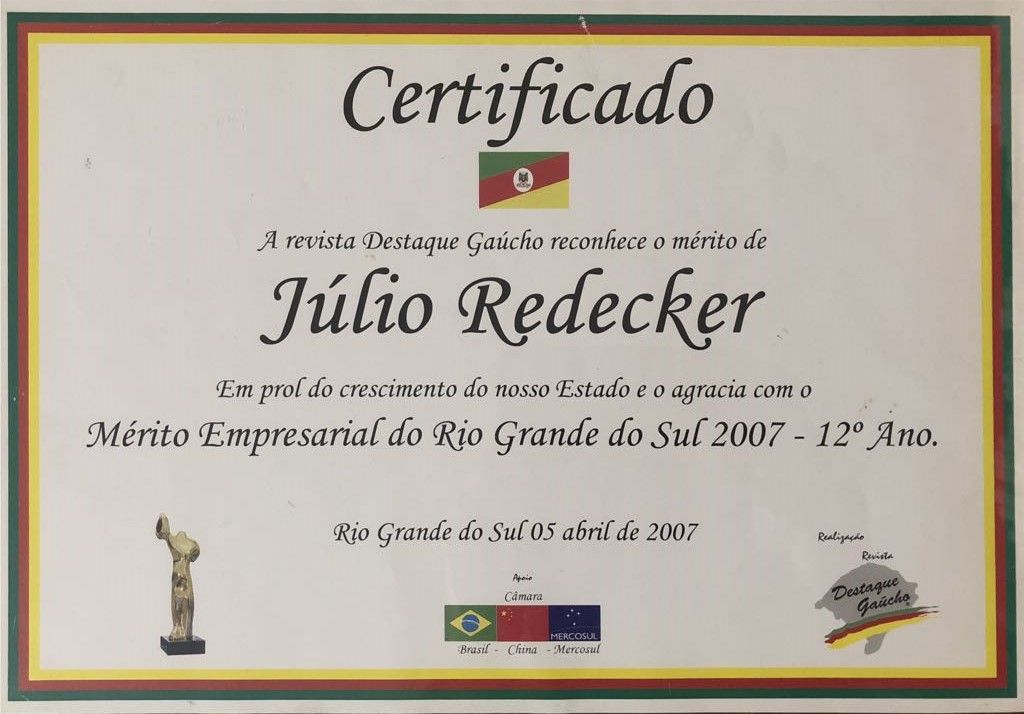 Certificado
A revista Destaque Gaúcho reconhece o mérito de
Júlio Redecker
Em prol do crescimento do nosso Estado e o agracia com o
Mérito Empresarial do Rio Grande do Sul 2007 - 12º Ano.
Rio Grande do Sul 05 abril de 2007
Apoio
Câmara
MERCOSUL
Brasil - China - Mercosul
Realização
Revista
Destaque
Gaúcho